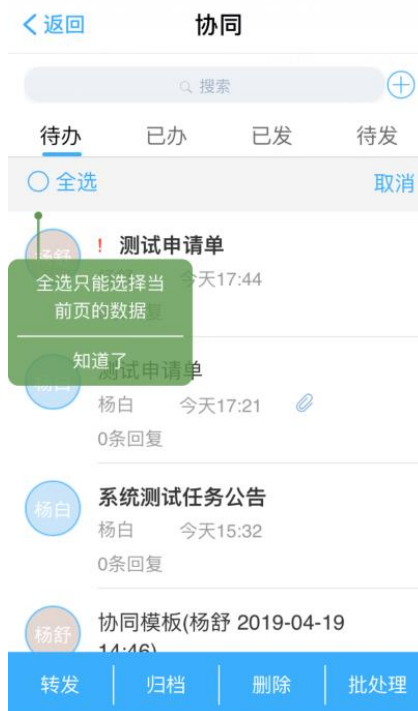 返回
协同
搜索
待办 已办 已发 待发
全选 取消
杨舒
! 测试申请单
今天17:44
全选只能选择当
前页的数据
知道了
测试申请单
杨白 今天17:21
0条回复
杨白
系统测试任务公告
杨白 今天15:32
0条回复
杨舒
协同模板(杨舒 2019-04-19
14:46)
转发 归档 删除 批处理